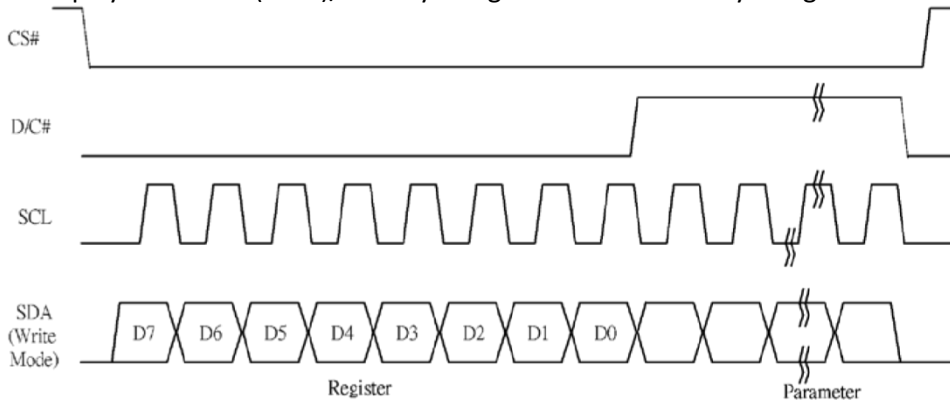 CS#
D/C#
SCL
SDA
(Write
Mode)
D7 D6 D5 D4 D3 D2 D1 D0
Register
Parameter